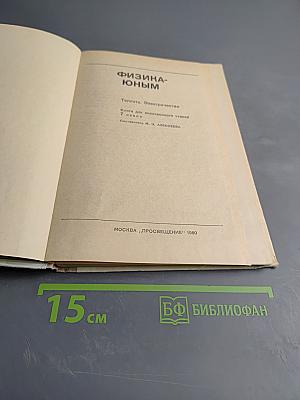 ФИЗИКА-
ЮНЫМ
Теплота. Электричество
Книга для внеклассного чтения
7 класс
Составитель М. Н. АЛЕКСЕЕВА
МОСКВА „ПРОСВЕЩЕНИЕ" 1980
15 см
БФ БИБЛИОФАН